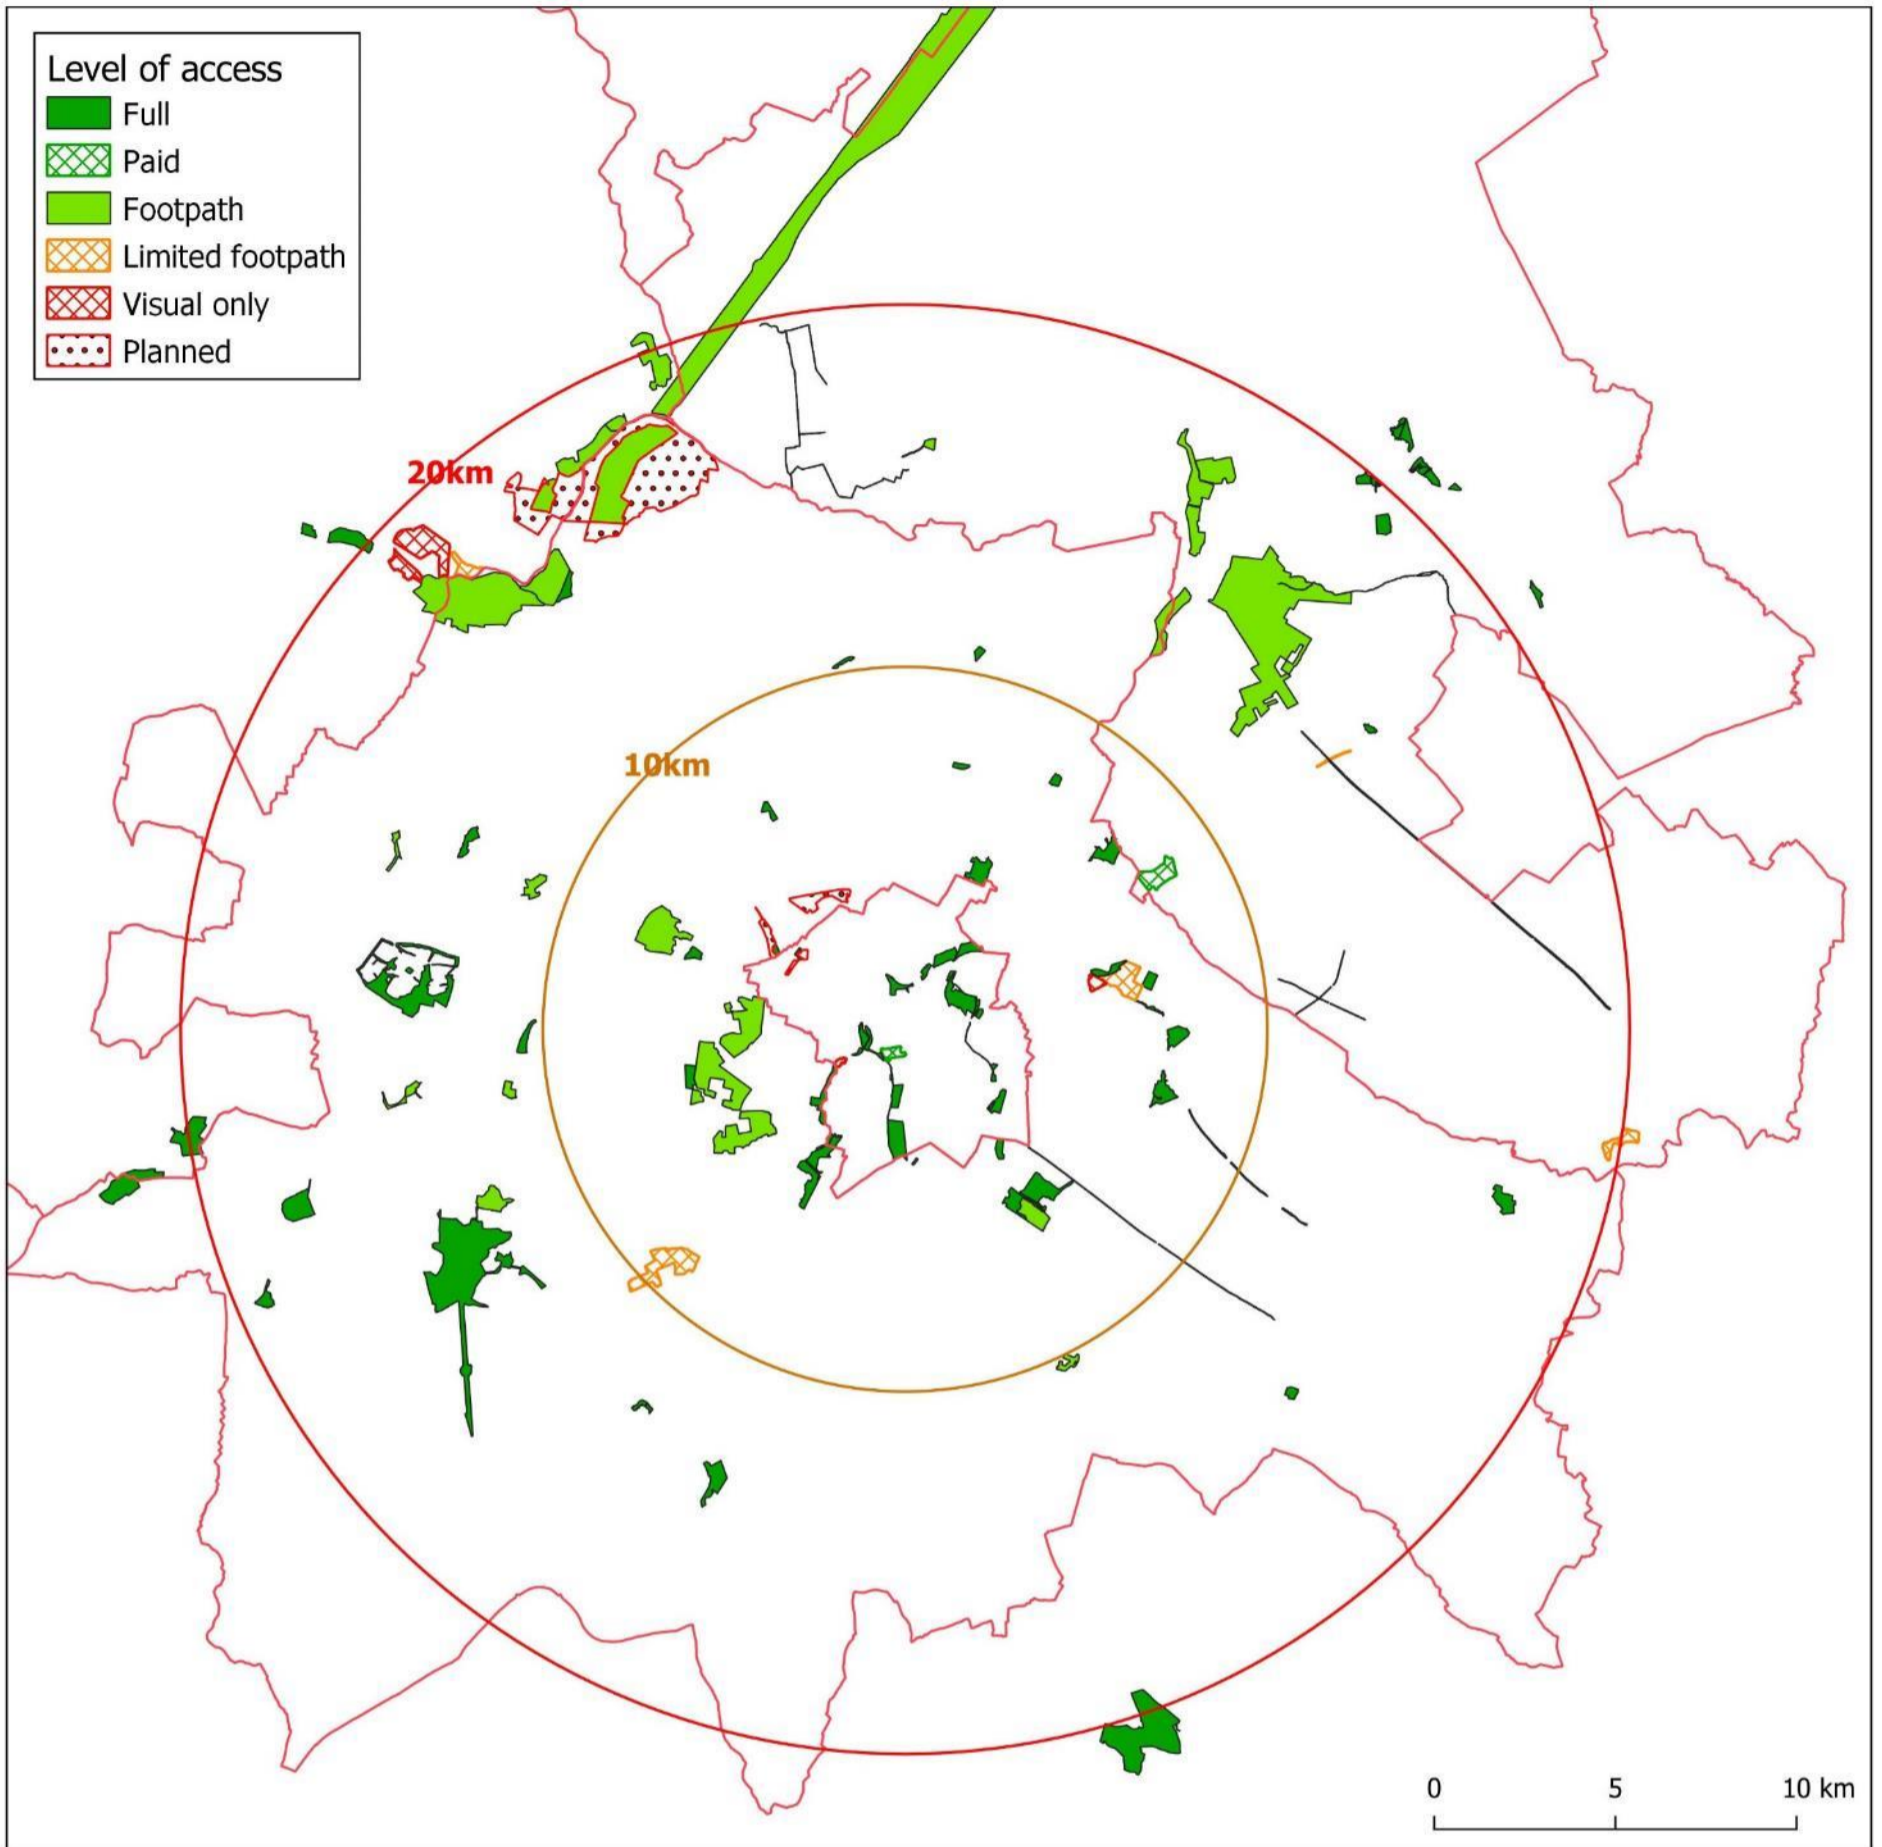 Level of access
Full
Paid
Footpath
Limited footpath
Visual only
Planned
20km
10km
0 5 10 km